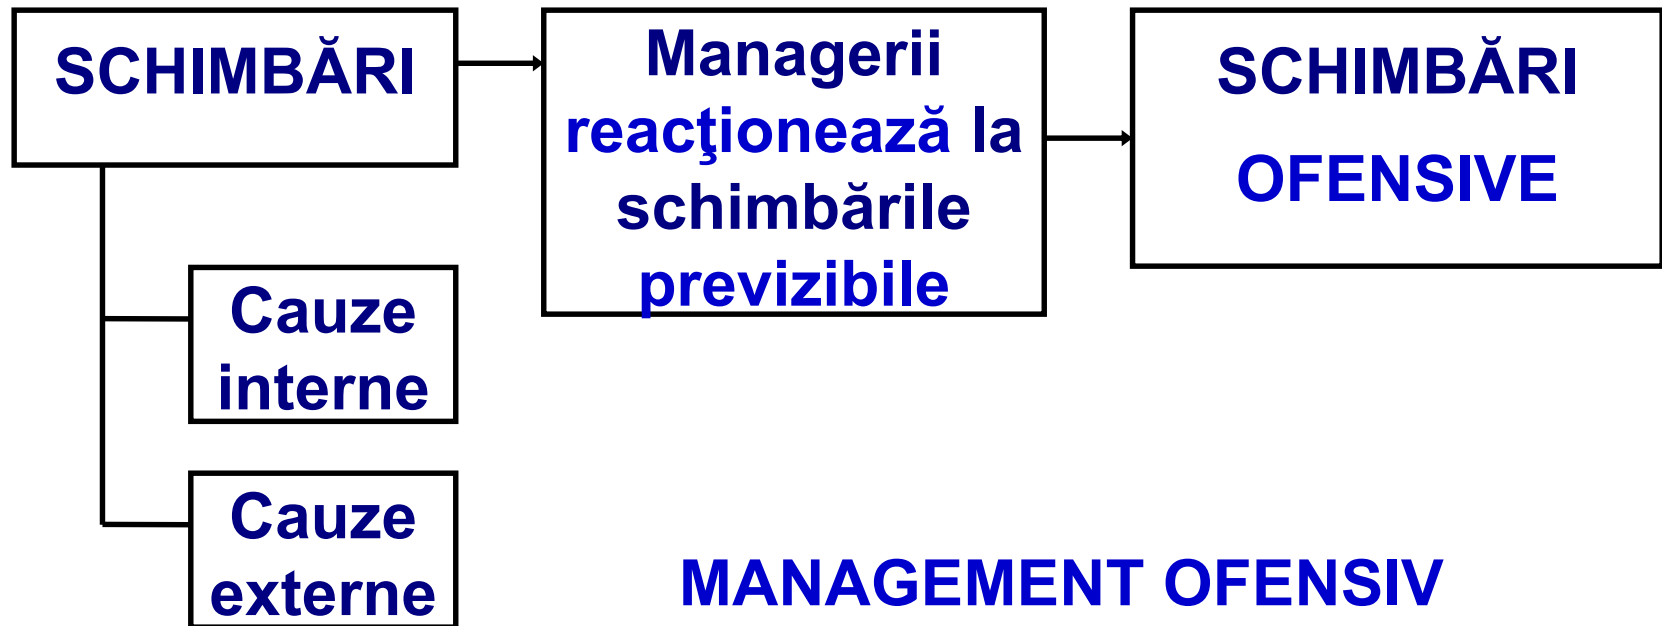 SCHIMBĂRI
Managerii
reacţionează la
schimbările
previzibile
SCHIMBĂRI
OFENSIVE
Cauze
interne
Cauze
externe
MANAGEMENT OFENSIV